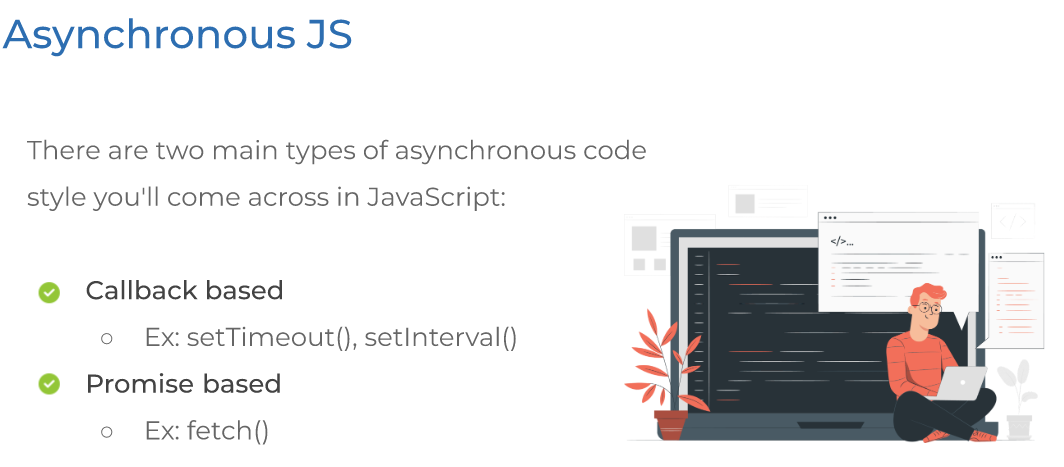 Asynchronous JS
There are two main types of asynchronous code
style you'll come across in JavaScript:
Callback based
Ex: setTimeout(), setInterval()
Promise based
Ex: fetch()
</>...
</>